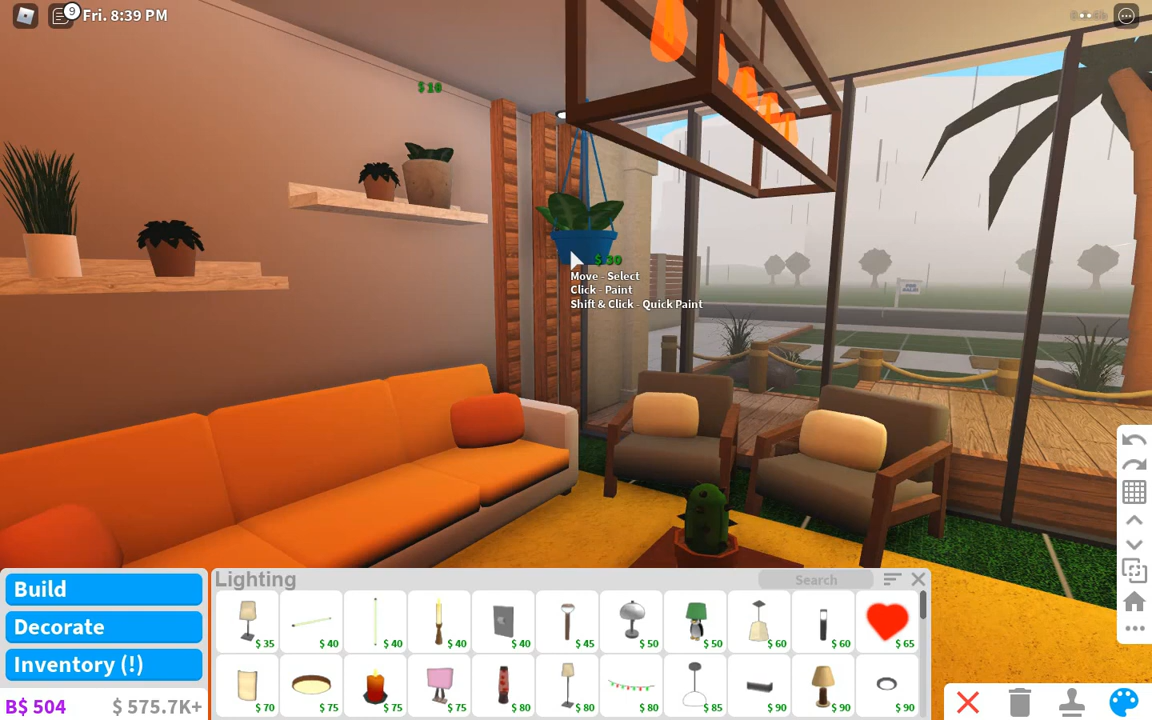 9
Fri. 8:39 PM
$10
$ 80
Move - Select
Click - Paint
Shift & Click - Quick Paint
Build
Decorate
Inventory (!)
B$ 504
$ 575.7K+
Lighting
Search
$ 35
$ 40
$ 40
$ 40
$ 40
$ 45
$ 50
$ 50
$ 60
$ 60
$ 65
$ 70
$ 75
$ 75
$ 75
$ 80
$ 80
$ 80
$ 85
$ 90
$ 90
$ 90